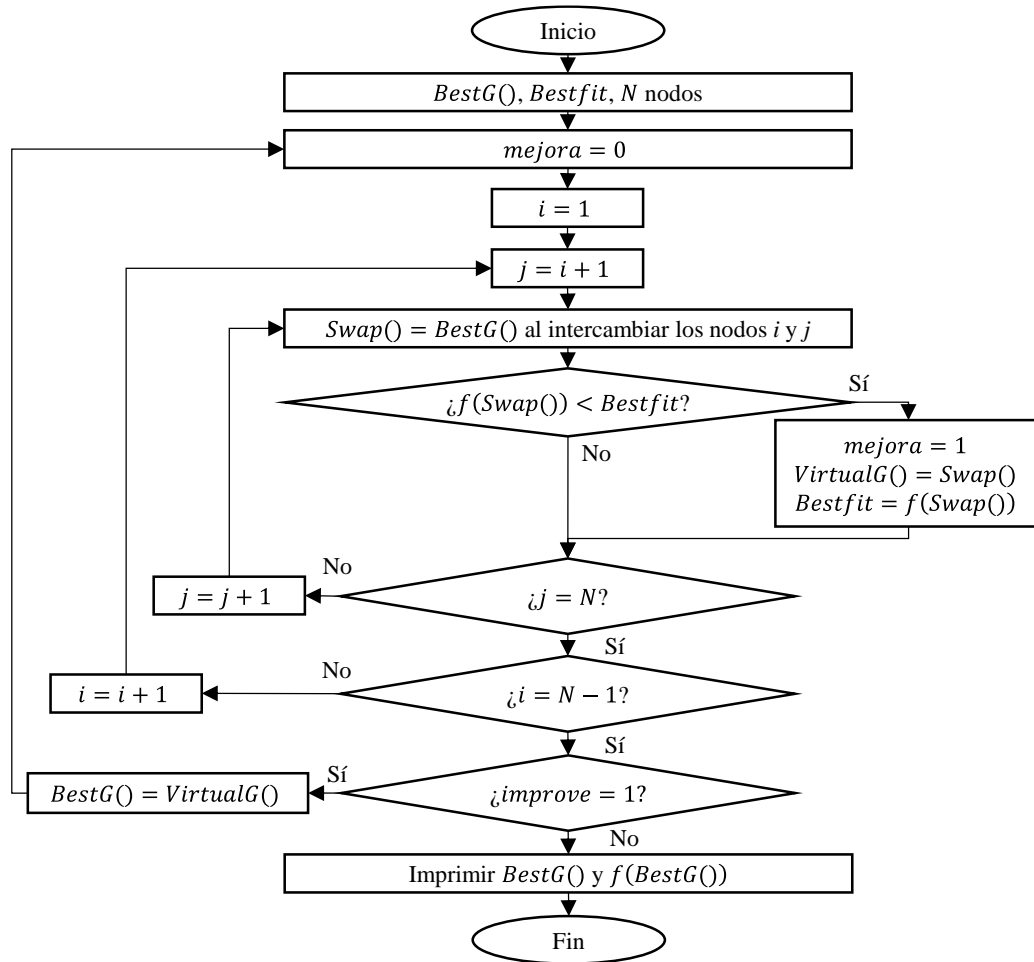 Inicio
BestG(), Bestfit, N nodos
mejora = 0
i = 1
j = i + 1
Swap() = BestG() al intercambiar los nodos i y j
¿f(Swap()) < Bestfit?
Sí
mejora = 1
VirtualG() = Swap()
Bestfit = f(Swap())
No
¿j = N?
No
j = j + 1
Sí
¿i = N − 1?
No
i = i + 1
Sí
¿improve = 1?
Sí
BestG() = VirtualG()
No
Imprimir BestG() y f(BestG())
Fin